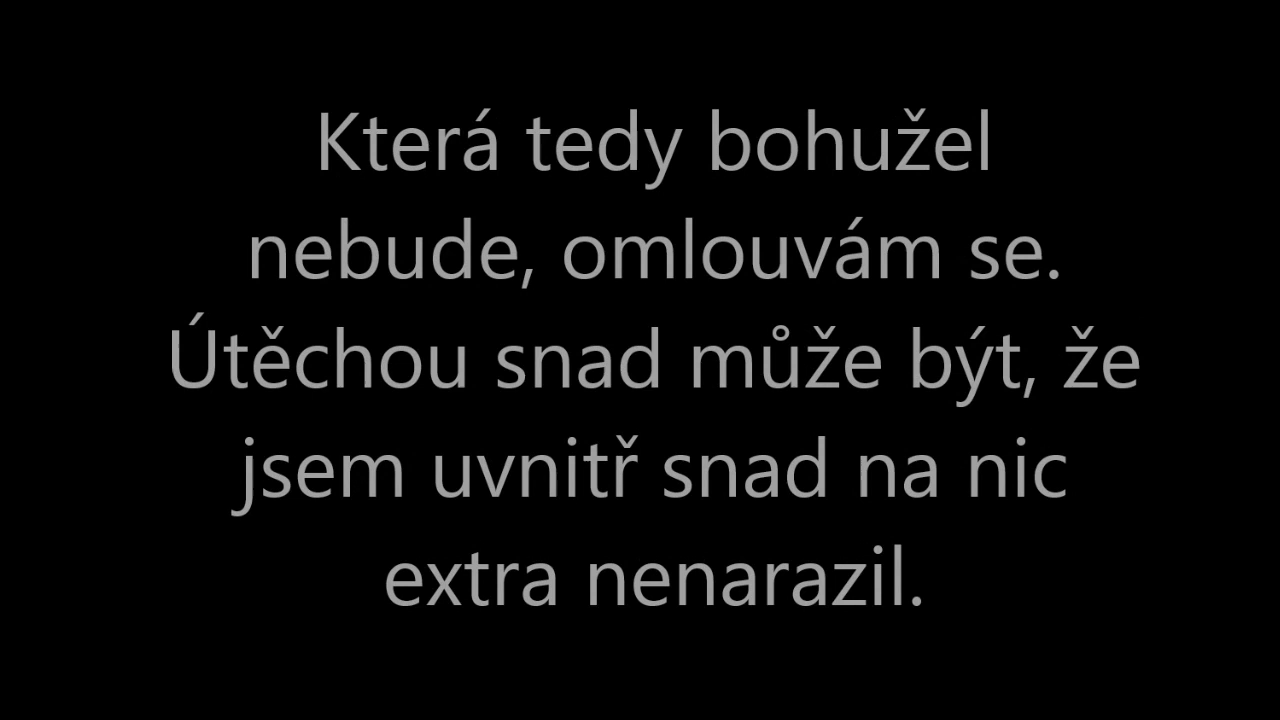 Která tedy bohužel
nebude, omlouvám se.
Útěchou snad může být, že
jsem uvnitř snad na nic
extra nenarazil.